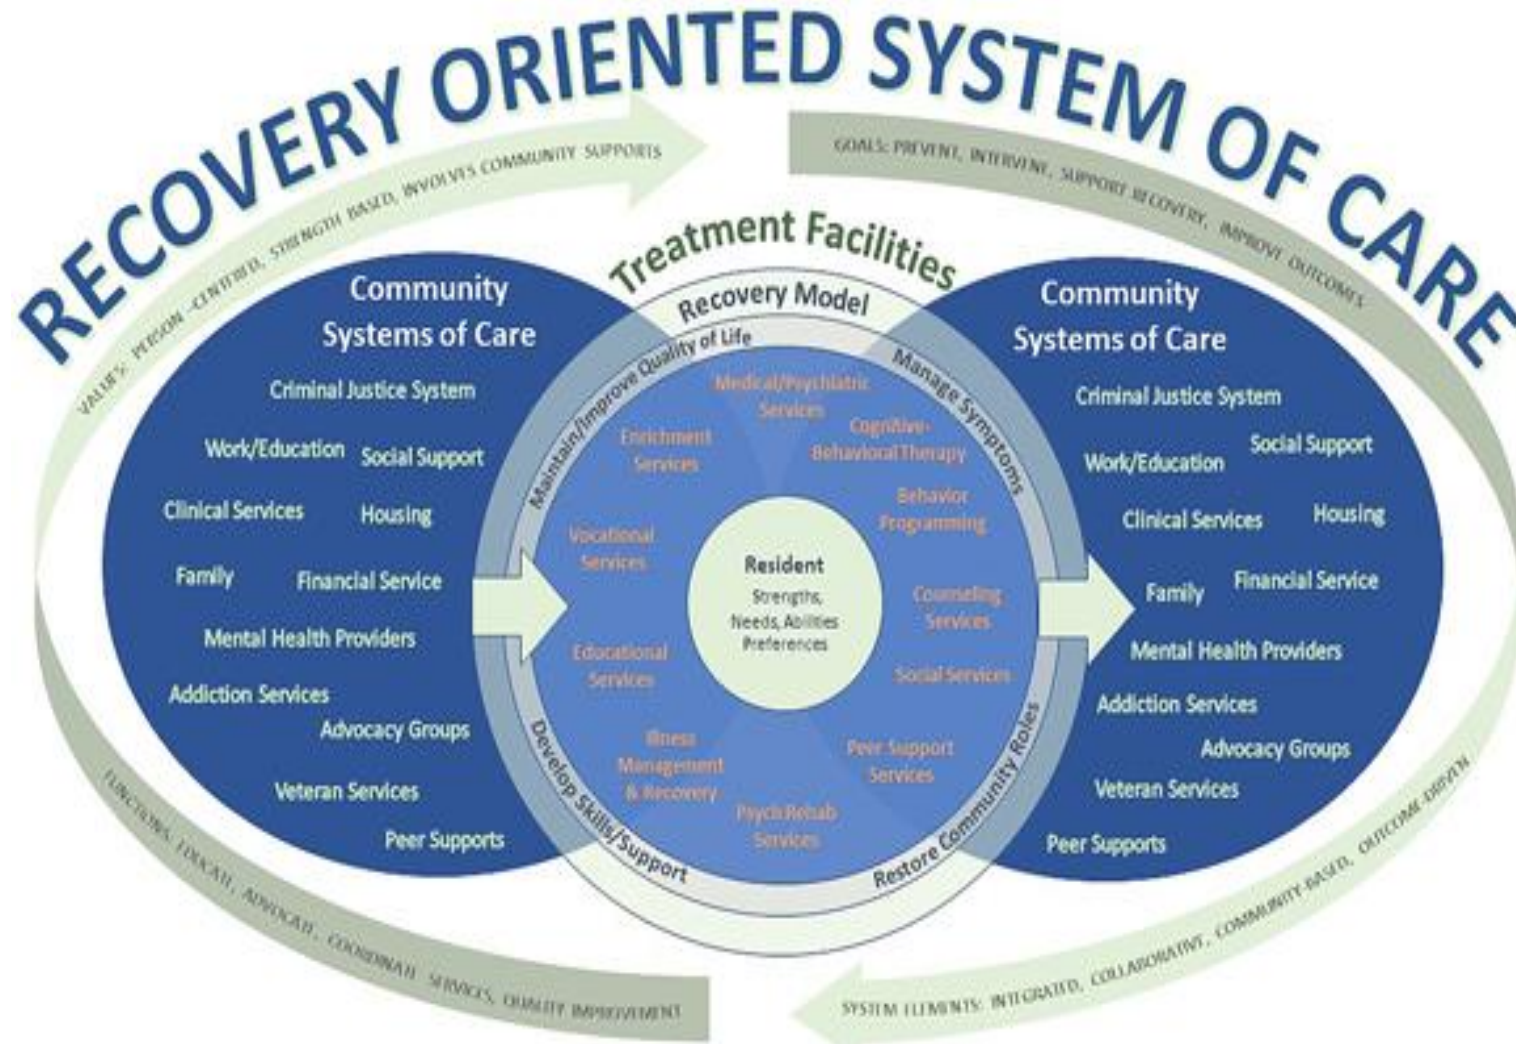 RECOVERY ORIENTED SYSTEM OF CARE
VALUES: PERSON –CENTERED, STRENGTH BASED, INVOLVES COMMUNITY SUPPORTS
GOALS: PREVENT, INTERVENE, SUPPORT RECOVERY, IMPROVE OUTCOMES
Treatment Facilities
Recovery Model
Community
Systems of Care
Criminal Justice System
Work/Education
Social Support
Clinical Services
Housing
Family
Financial Service
Mental Health Providers
Addiction Services
Advocacy Groups
Veteran Services
Peer Supports
Maintain/Improve Quality of Life
Manage Symptoms
Develop Skills/Support
Restore Community Roles
Medical/Psychiatric
Services
Enrichment
Services
Cognitive-
Behavioral Therapy
Behavior
Programming
Vocational
Services
Resident
Strengths,
Needs, Abilities
Preferences
Counseling
Services
Educational
Services
Social Services
Illness
Management
& Recovery
Peer Support
Services
Psych Rehab
Services
Community
Systems of Care
Criminal Justice System
Social Support
Work/Education
Clinical Services
Housing
Family
Financial Service
Mental Health Providers
Addiction Services
Advocacy Groups
Veteran Services
Peer Supports
FUNCTIONS: EDUCATE, ADVOCATE, COORDINATE SERVICES, QUALITY IMPROVEMENT
SYSTEM ELEMENTS: INTEGRATED, COLLABORATIVE, COMMUNITY-BASED, OUTCOME-DRIVEN